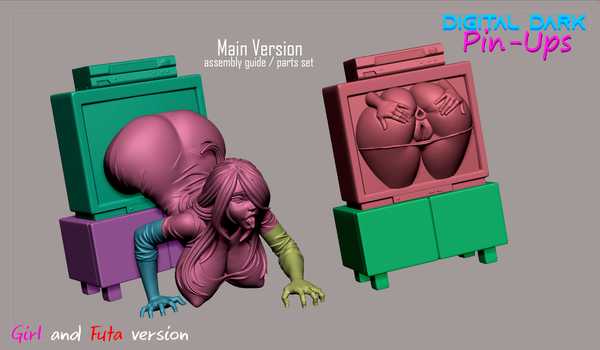 DIGITAL DARK
Pin-Ups
Main Version
assembly guide / parts set
Girl and Futa version